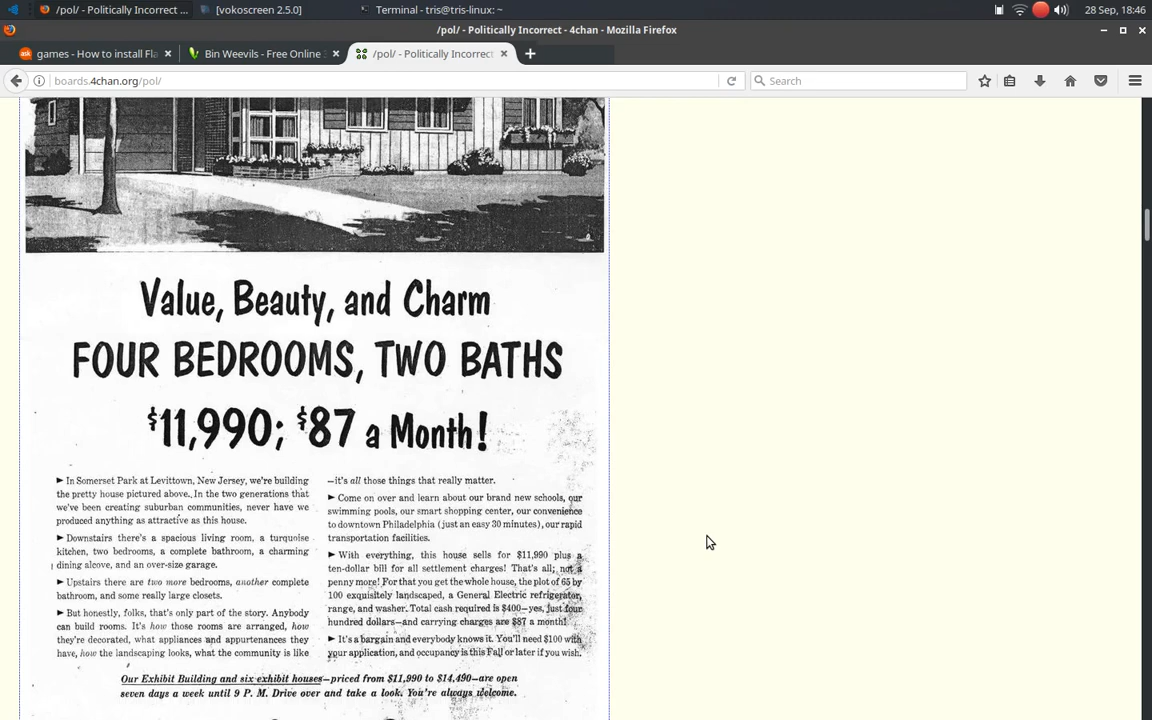 /pol/ - Politically Incorrect ...
[vokoscreen 2.5.0]
Terminal - tris@tris-linux: ~
28 Sep, 18:46
/pol/ - Politically Incorrect - 4chan - Mozilla Firefox
games - How to install Fla
Bin Weevils - Free Online
/pol/ - Politically Incorrect
boards.4chan.org/pol/
Search
Value, Beauty, and Charm
FOUR BEDROOMS, TWO BATHS
$11,990; $87 a Month!
► In Somerset Park at Levittown, New Jersey, we're building
the pretty house pictured above. In the two generations that
we've been creating suburban communities, never have we
produced anything as attractive as this house.
► Downstairs there's a spacious living room, a turquoise
kitchen, two bedrooms, a complete bathroom, a charming
dining alcove, and an over-size garage.
► Upstairs there are two more bedrooms, another complete
bathroom, and some really large closets.
► But honestly, folks, that's only part of the story. Anybody
can build rooms. It's how those rooms are arranged, how
they're decorated, what appliances and appurtenances they
have, how the landscaping looks, what the community is like
—it's all those things that really matter.
► Come on over and learn about our brand new schools, our
swimming pools, our smart shopping center, our convenience
to downtown Philadelphia (just an easy 30 minutes), our rapid
transportation facilities.
► With everything, this house sells for $11,990 plus a
ten-dollar bill for all settlement charges! That's all; not a
penny more! For that you get the whole house, the plot of 65 by
100 exquisitely landscaped, a General Electric refrigerator,
range, and washer. Total cash required is $400—yes, just four
hundred dollars—and carrying charges are $87 a month!
► It's a bargain and everybody knows it. You'll need $100 with
your application, and occupancy is this Fall or later if you wish.
Our Exhibit Building and six exhibit houses—priced from $11,990 to $14,490—are open
seven days a week until 9 P. M. Drive over and take a look. You're always welcome.